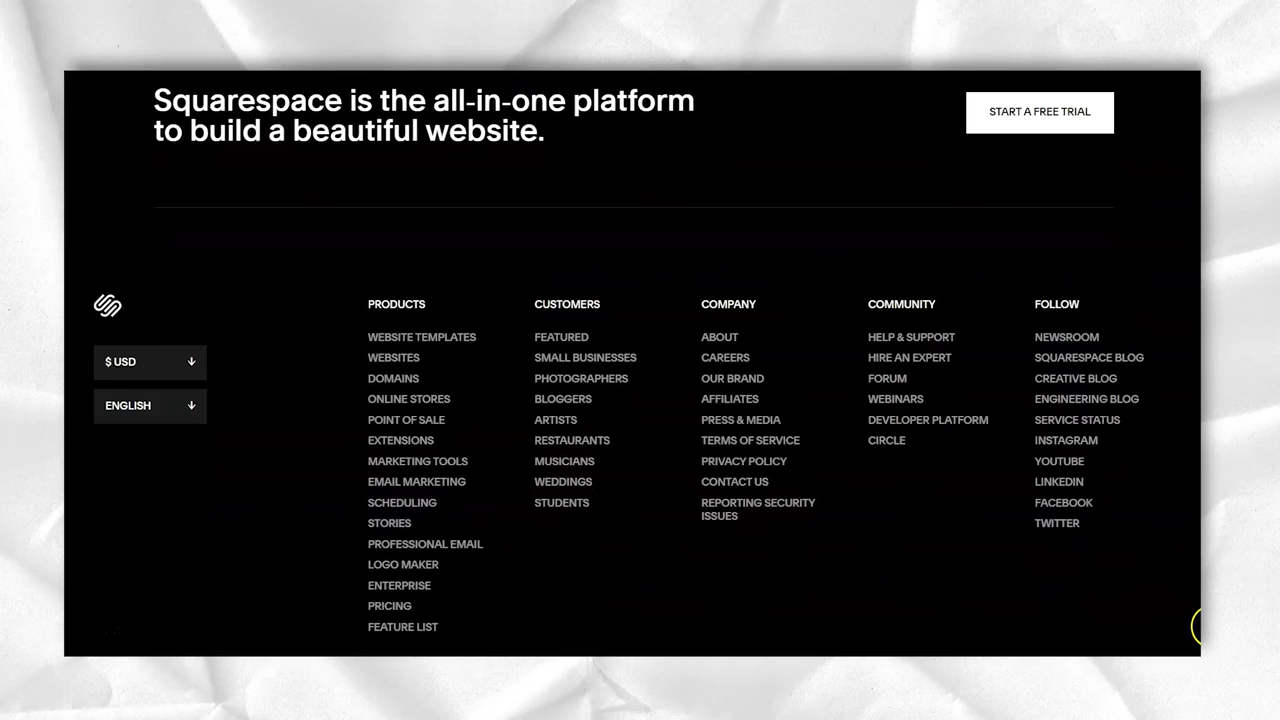 Squarespace is the all-in-one platform
to build a beautiful website.
START A FREE TRIAL
$ USD
ENGLISH
PRODUCTS
WEBSITE TEMPLATES
WEBSITES
DOMAINS
ONLINE STORES
POINT OF SALE
EXTENSIONS
MARKETING TOOLS
EMAIL MARKETING
SCHEDULING
STORIES
PROFESSIONAL EMAIL
LOGO MAKER
ENTERPRISE
PRICING
FEATURE LIST
CUSTOMERS
FEATURED
SMALL BUSINESSES
PHOTOGRAPHERS
BLOGGERS
ARTISTS
RESTAURANTS
MUSICIANS
WEDDINGS
STUDENTS
COMPANY
ABOUT
CAREERS
OUR BRAND
AFFILIATES
PRESS & MEDIA
TERMS OF SERVICE
PRIVACY POLICY
CONTACT US
REPORTING SECURITY
ISSUES
COMMUNITY
HELP & SUPPORT
HIRE AN EXPERT
FORUM
WEBINARS
DEVELOPER PLATFORM
CIRCLE
FOLLOW
NEWSROOM
SQUARESPACE BLOG
CREATIVE BLOG
ENGINEERING BLOG
SERVICE STATUS
INSTAGRAM
YOUTUBE
LINKEDIN
FACEBOOK
TWITTER